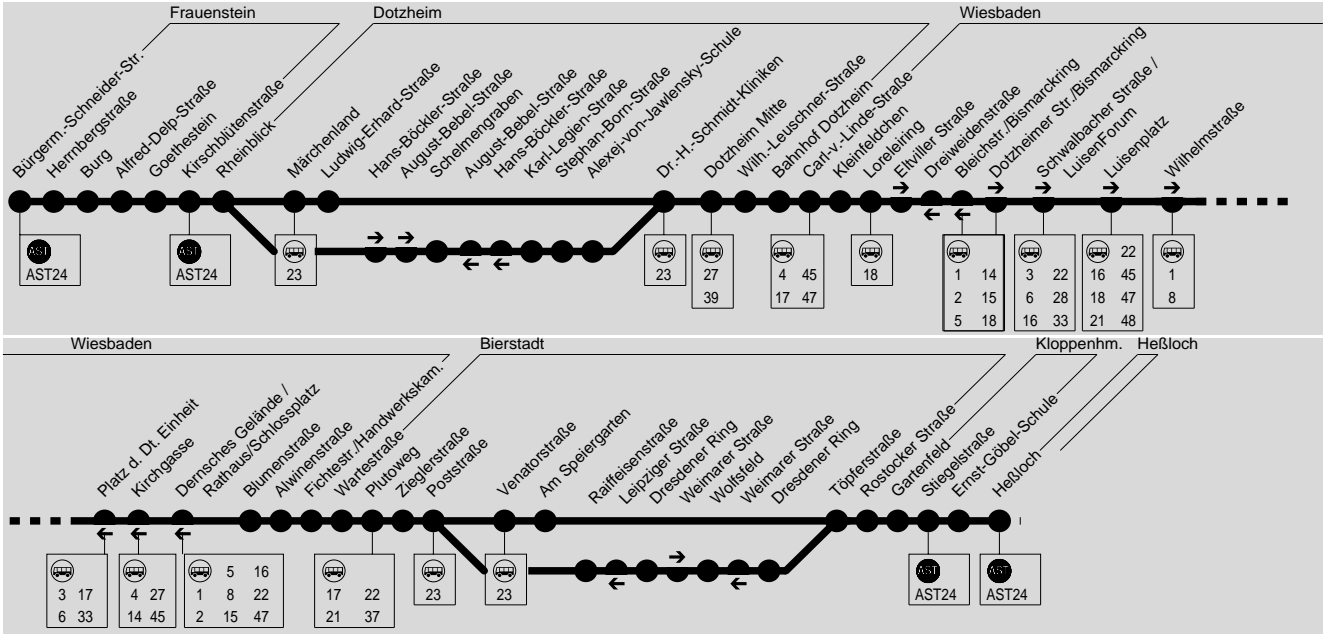 Frauenstein
Dotzheim
Wiesbaden
Bürgerm.-Schneider-Str.
Herrnbergstraße
Burg
Alfred-Delp-Straße
Goethestein
Kirschblütenstraße
Rheinblick
Märchenland
Ludwig-Erhard-Straße
Hans-Böckler-Straße
August-Bebel-Straße
Schelmengraben
August-Bebel-Straße
Hans-Böckler-Straße
Karl-Legien-Straße
Stephan-Born-Straße
Alexej-von-Jawlensky-Schule
Dr.-H.-Schmidt-Kliniken
Dotzheim Mitte
Wilh.-Leuschner-Straße
Bahnhof Dotzheim
Carl-v.-Linde-Straße
Kleinfeldchen
Loreleiring
Eltviller Straße
Dreiweidenstraße
Bleichstr./Bismarckring
Dotzheimer Str./Bismarckring
Schwalbacher Straße /
LuisenForum
Luisenplatz
Wilhelmstraße
AST
AST24
AST
AST24
23
23
27
39
4 45
17 47
18
1 14
2 15
5 18
3 22
6 28
16 33
22
16 45
18 47
21 48
1
8
Wiesbaden
Bierstadt
Kloppenhm.
Heßloch
Platz d. Dt. Einheit
Kirchgasse
Dernsches Gelände /
Rathaus/Schlossplatz
Blumenstraße
Alwinenstraße
Fichtestr./Handwerkskam.
Wartestraße
Plutoweg
Zieglerstraße
Poststraße
Venatorstraße
Am Speiergarten
Raiffeisenstraße
Leipziger Straße
Dresdener Ring
Weimarer Straße
Wolfsfeld
Weimarer Straße
Dresdener Ring
Töpferstraße
Rostocker Straße
Gartenfeld
Stiegelstraße
Ernst-Göbel-Schule
Heßloch
3 17
6 33
4 27
14 45
5 16
1 8 22
2 15 47
17 22
21 37
23
23
AST
AST24
AST
AST24